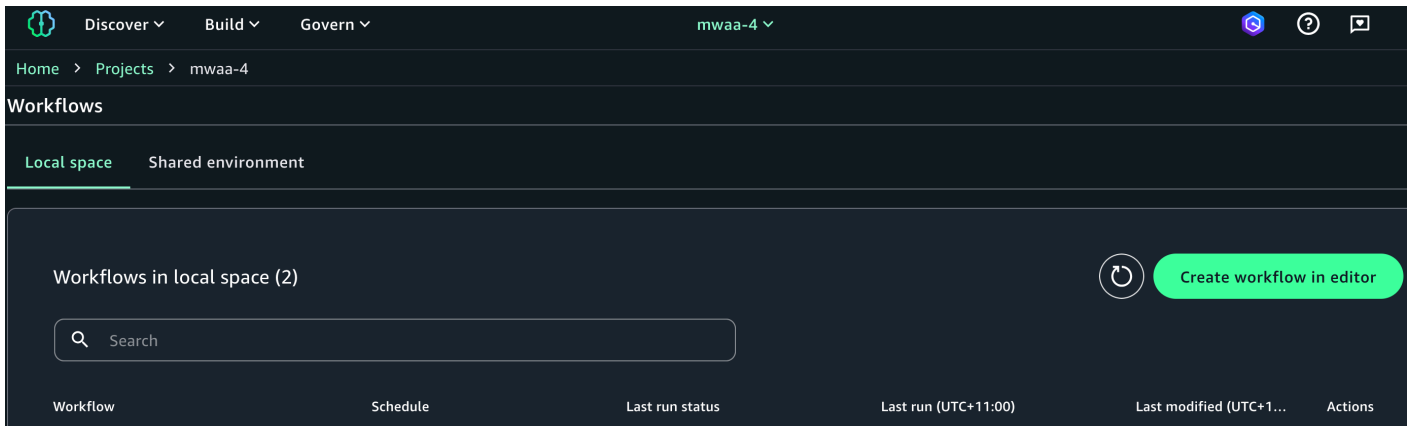 Discover Build Govern mwaa-4
Home > Projects > mwaa-4
Workflows
Local space Shared environment
Workflows in local space (2) Create workflow in editor
Search
Workflow Schedule Last run status Last run (UTC+11:00) Last modified (UTC+1... Actions